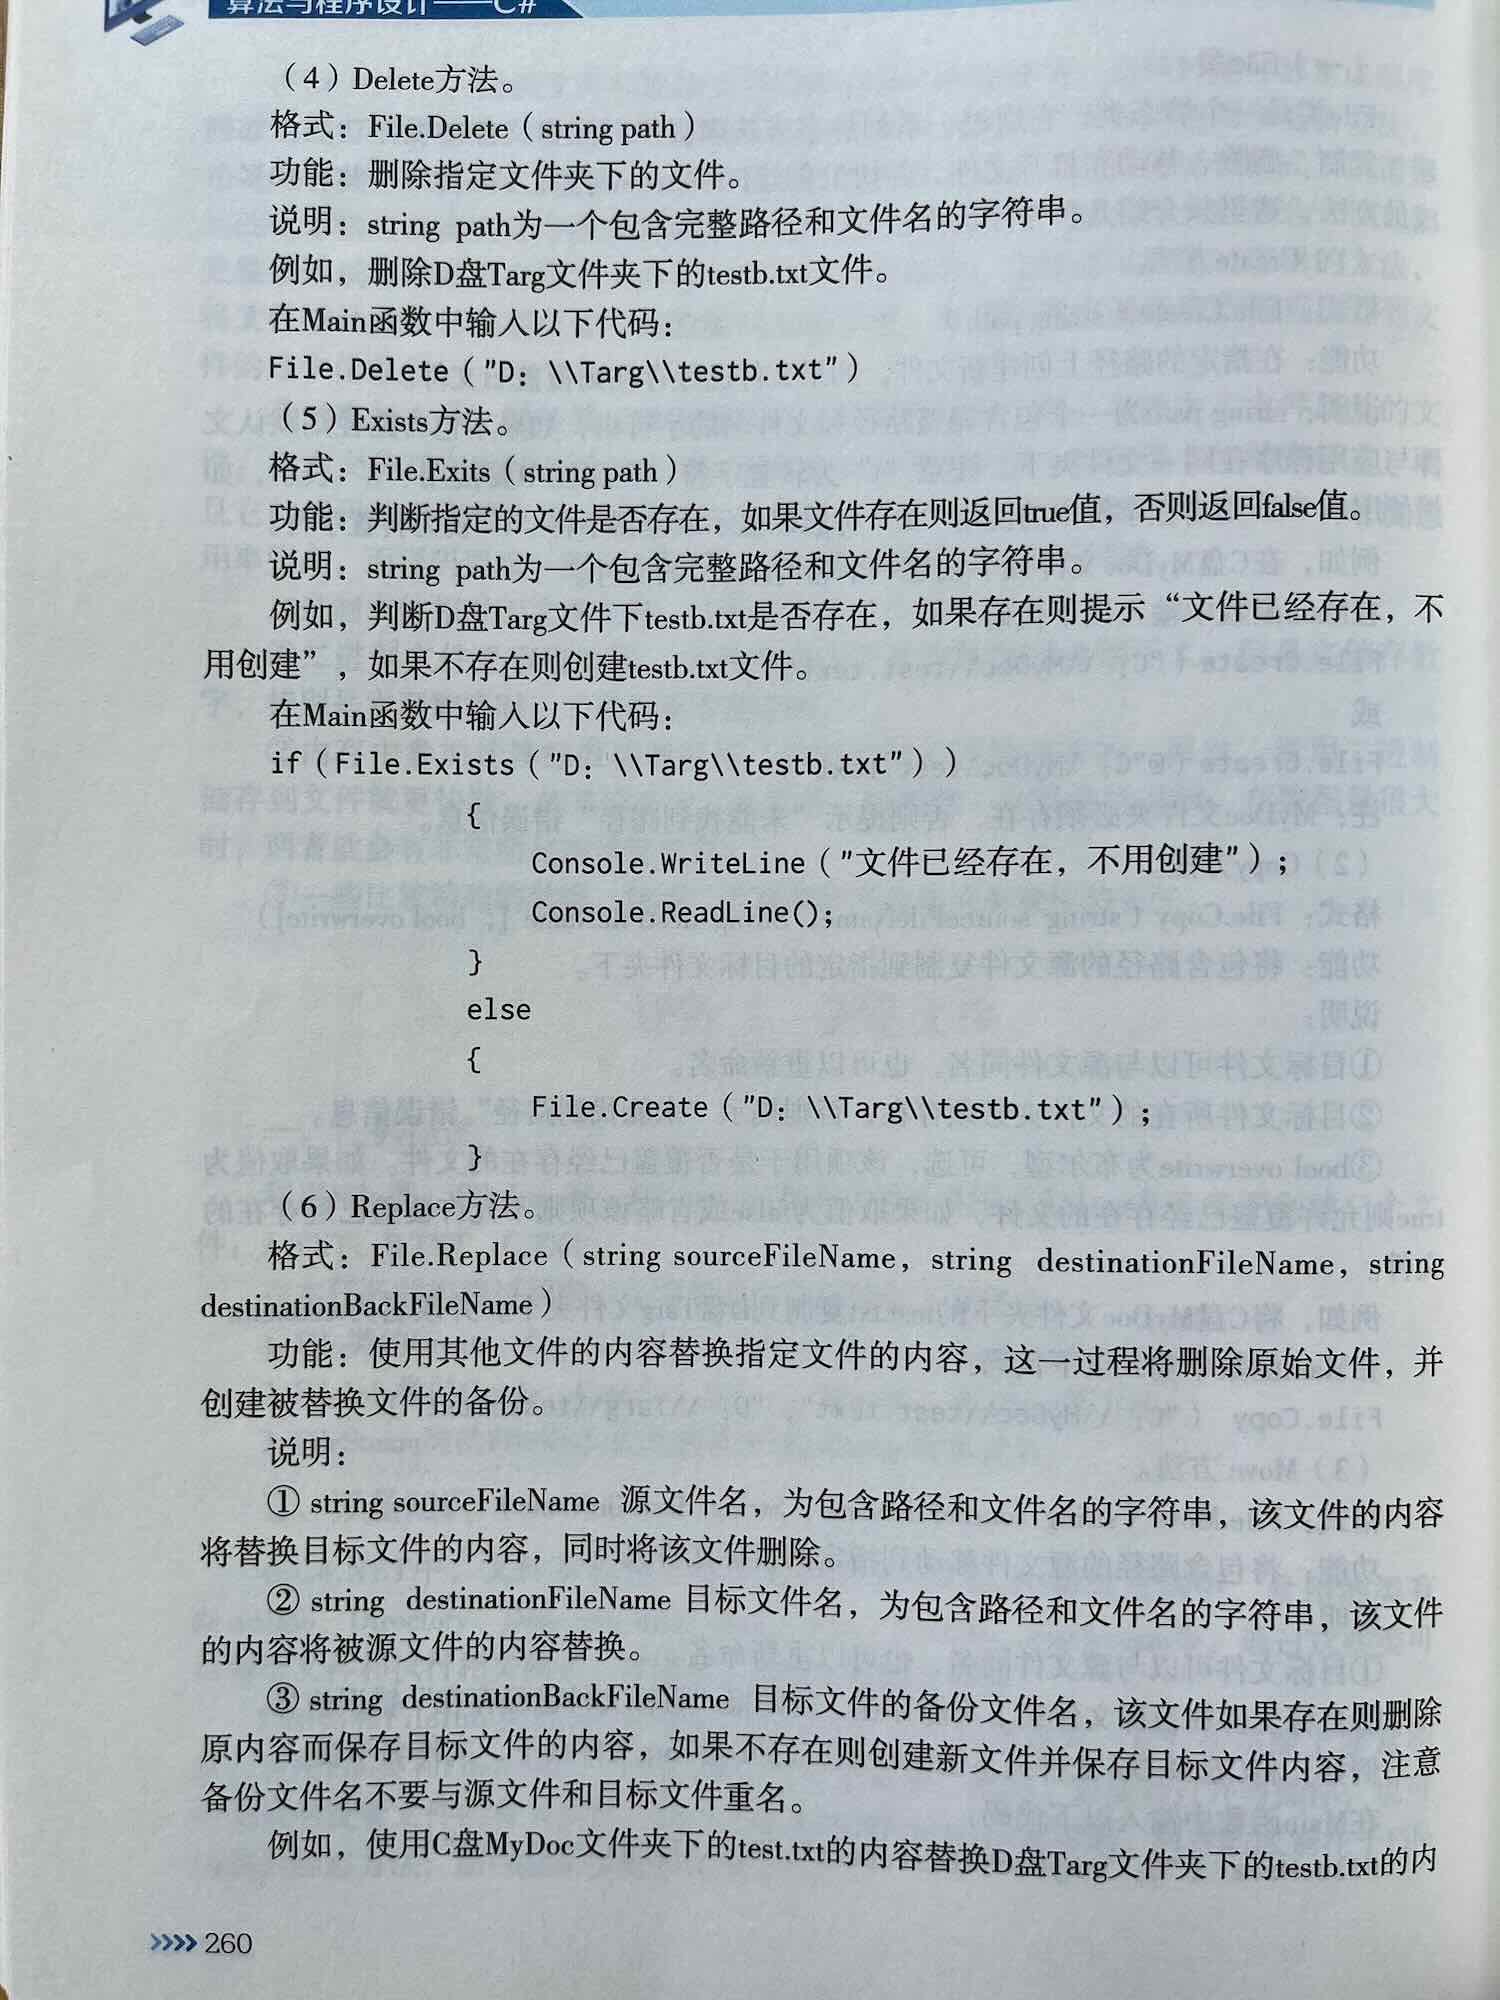 算法与程序设计——C#
（4）Delete方法。
格式：File.Delete（string path）
功能：删除指定文件夹下的文件。
说明：string path为一个包含完整路径和文件名的字符串。
例如，删除D盘Targ文件夹下的testb.txt文件。
在Main函数中输入以下代码：
File.Delete（"D：\\Targ\\testb.txt"）
（5）Exists方法。
格式：File.Exits（string path）
功能：判断指定的文件是否存在，如果文件存在则返回true值，否则返回false值。
说明：string path为一个包含完整路径和文件名的字符串。
例如，判断D盘Targ文件下testb.txt是否存在，如果存在则提示“文件已经存在，不
用创建”，如果不存在则创建testb.txt文件。
在Main函数中输入以下代码：
if（File.Exists（"D：\\Targ\\testb.txt"））
{
Console.WriteLine（"文件已经存在，不用创建"）；
Console.ReadLine();
}
else
{
File.Create（"D：\\Targ\\testb.txt"）；
}
（6）Replace方法。
格式：File.Replace（string sourceFileName，string destinationFileName，string
destinationBackFileName）
功能：使用其他文件的内容替换指定文件的内容，这一过程将删除原始文件，并
创建被替换文件的备份。
说明：
① string sourceFileName 源文件名，为包含路径和文件名的字符串，该文件的内容
将替换目标文件的内容，同时将该文件删除。
② string destinationFileName 目标文件名，为包含路径和文件名的字符串，该文件
的内容将被源文件的内容替换。
③ string destinationBackFileName 目标文件的备份文件名，该文件如果存在则删除
原内容而保存目标文件的内容，如果不存在则创建新文件并保存目标文件内容，注意
备份文件名不要与源文件和目标文件重名。
例如，使用C盘MyDoc文件夹下的test.txt的内容替换D盘Targ文件夹下的testb.txt的内
260